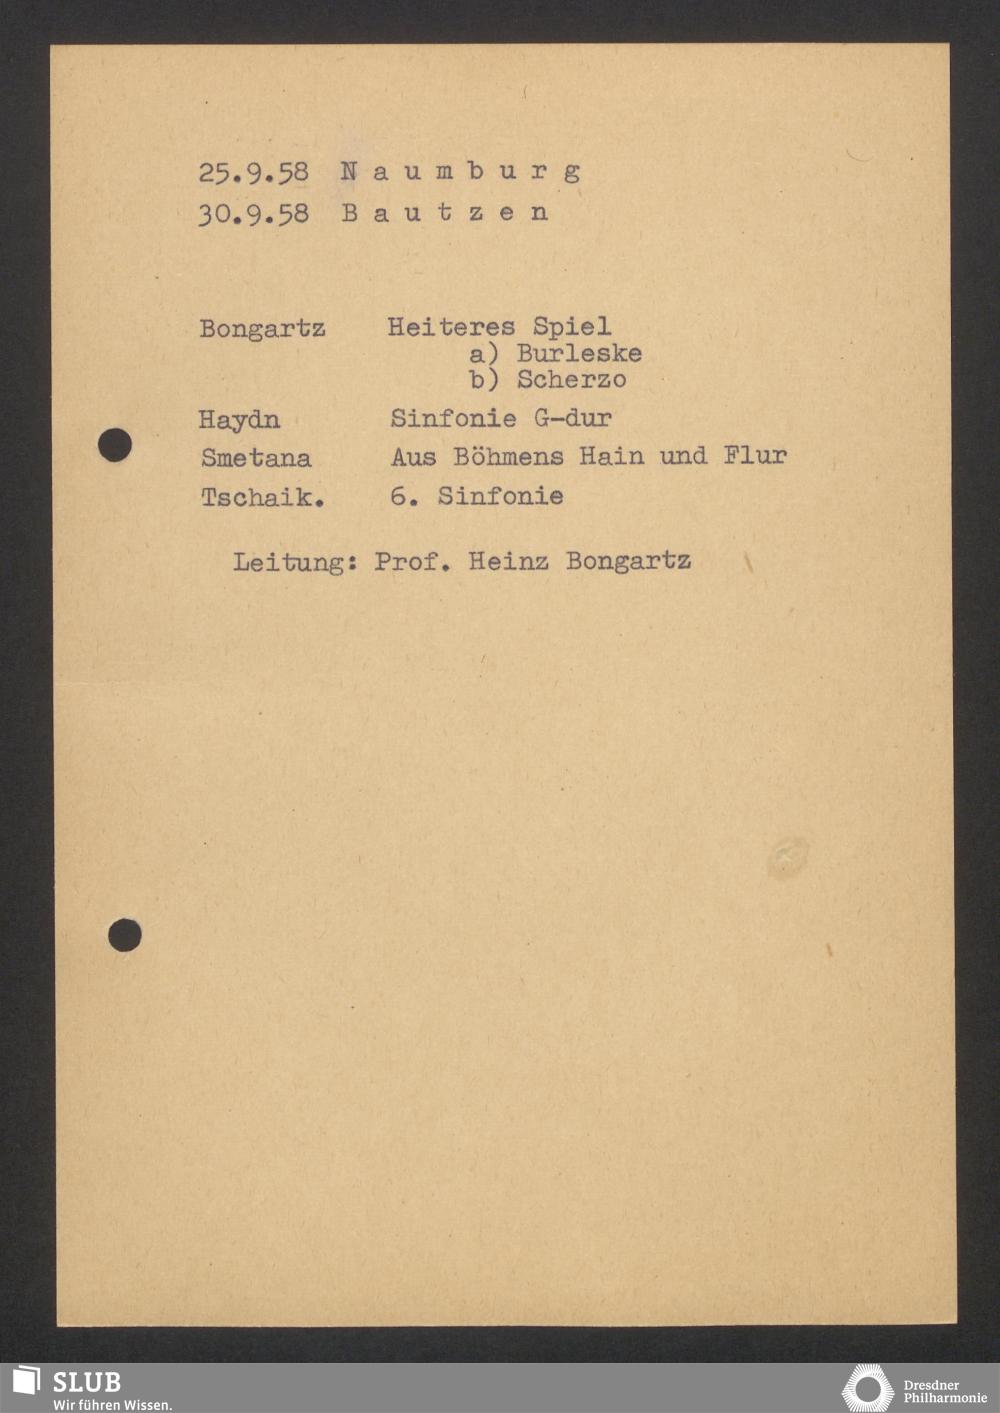 25.9.58 N a u m b u r g
30.9.58 B a u t z e n
Bongartz Heiteres Spiel
a) Burleske
b) Scherzo
Haydn Sinfonie G-dur
Smetana Aus Böhmens Hain und Flur
Tschaik. 6. Sinfonie
Leitung: Prof. Heinz Bongartz
SLUB
Wir führen Wissen.
Dresdner
Philharmonie